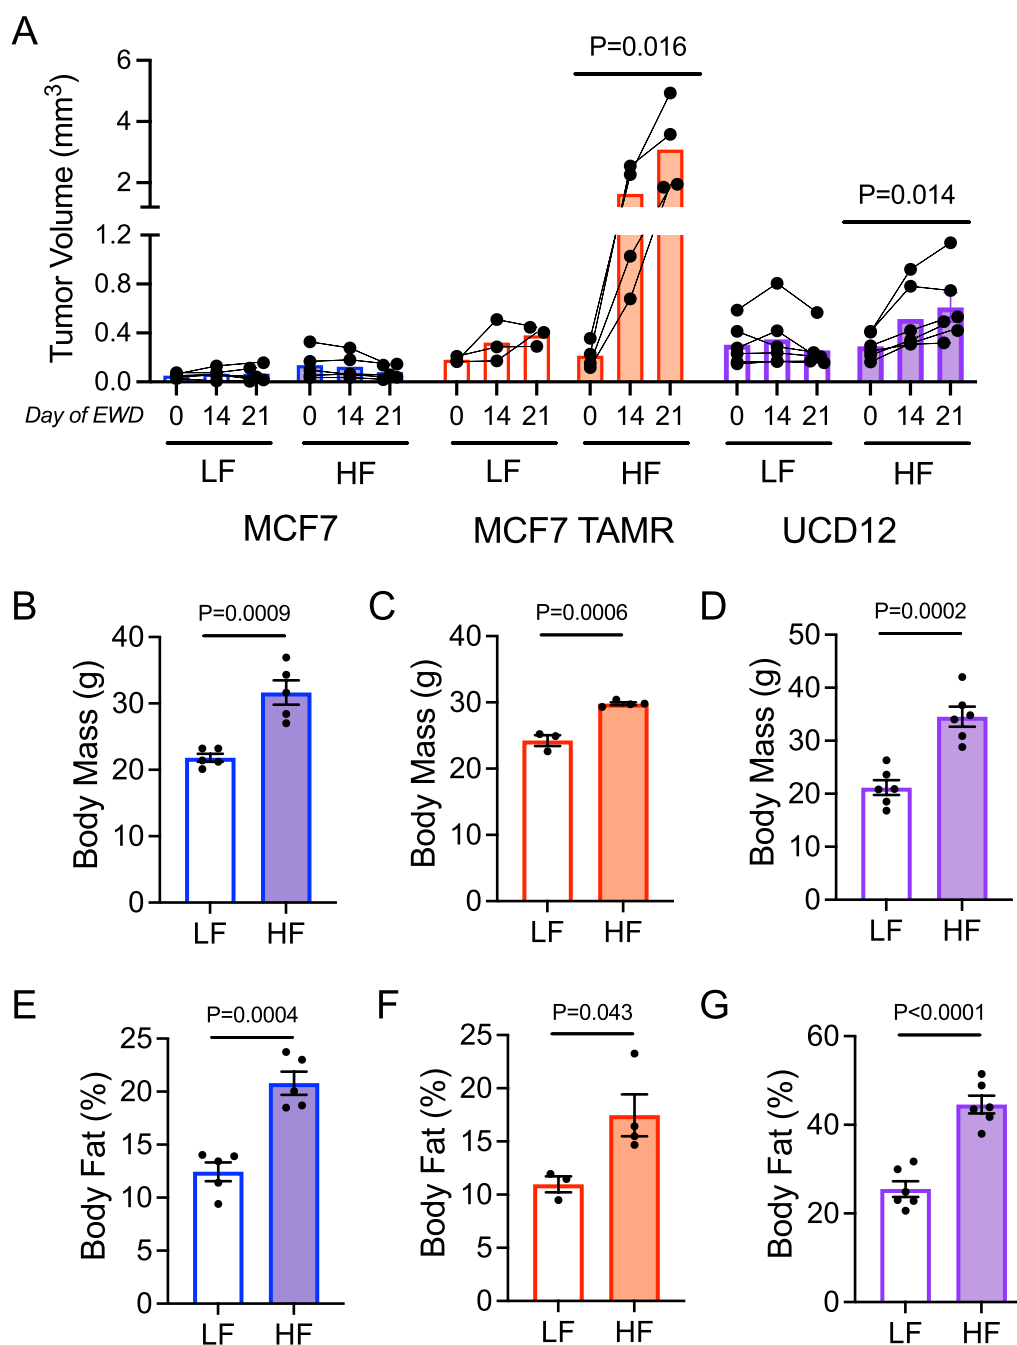 A
P=0.016
6
4
2
Tumor Volume (mm³)
P=0.014
1.2
0.8
0.4
0.0
Day of EWD 0 14 21 0 14 21 0 14 21 0 14 21 0 14 21 0 14 21
LF HF LF HF LF HF
MCF7 MCF7 TAMR UCD12
B
P=0.0009
40
30
20
10
0
Body Mass (g)
LF HF
C
P=0.0006
40
30
20
10
0
Body Mass (g)
LF HF
D
P=0.0002
50
40
30
20
10
0
Body Mass (g)
LF HF
E
P=0.0004
25
20
15
10
5
0
Body Fat (%)
LF HF
F
P=0.043
25
20
15
10
5
0
Body Fat (%)
LF HF
G
P<0.0001
60
40
20
0
Body Fat (%)
LF HF